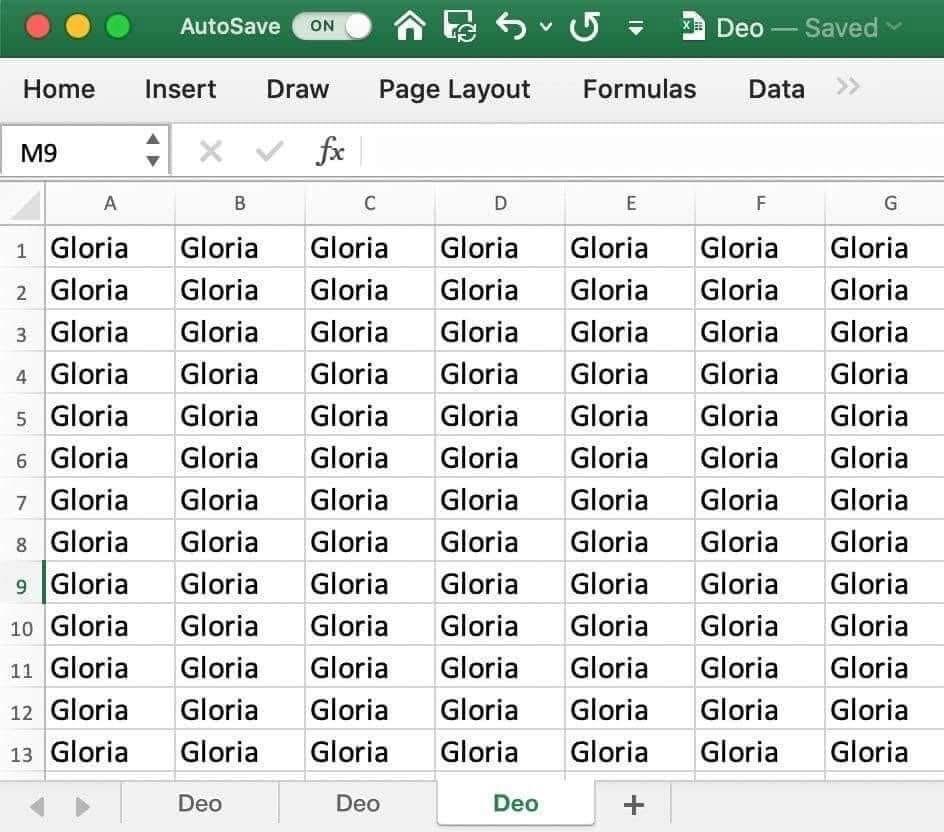 AutoSave ON Deo — Saved
Home Insert Draw Page Layout Formulas Data
M9 fx
A B C D E F G
1 Gloria Gloria Gloria Gloria Gloria Gloria Gloria
2 Gloria Gloria Gloria Gloria Gloria Gloria Gloria
3 Gloria Gloria Gloria Gloria Gloria Gloria Gloria
4 Gloria Gloria Gloria Gloria Gloria Gloria Gloria
5 Gloria Gloria Gloria Gloria Gloria Gloria Gloria
6 Gloria Gloria Gloria Gloria Gloria Gloria Gloria
7 Gloria Gloria Gloria Gloria Gloria Gloria Gloria
8 Gloria Gloria Gloria Gloria Gloria Gloria Gloria
9 Gloria Gloria Gloria Gloria Gloria Gloria Gloria
10 Gloria Gloria Gloria Gloria Gloria Gloria Gloria
11 Gloria Gloria Gloria Gloria Gloria Gloria Gloria
12 Gloria Gloria Gloria Gloria Gloria Gloria Gloria
13 Gloria Gloria Gloria Gloria Gloria Gloria Gloria
Deo Deo Deo +